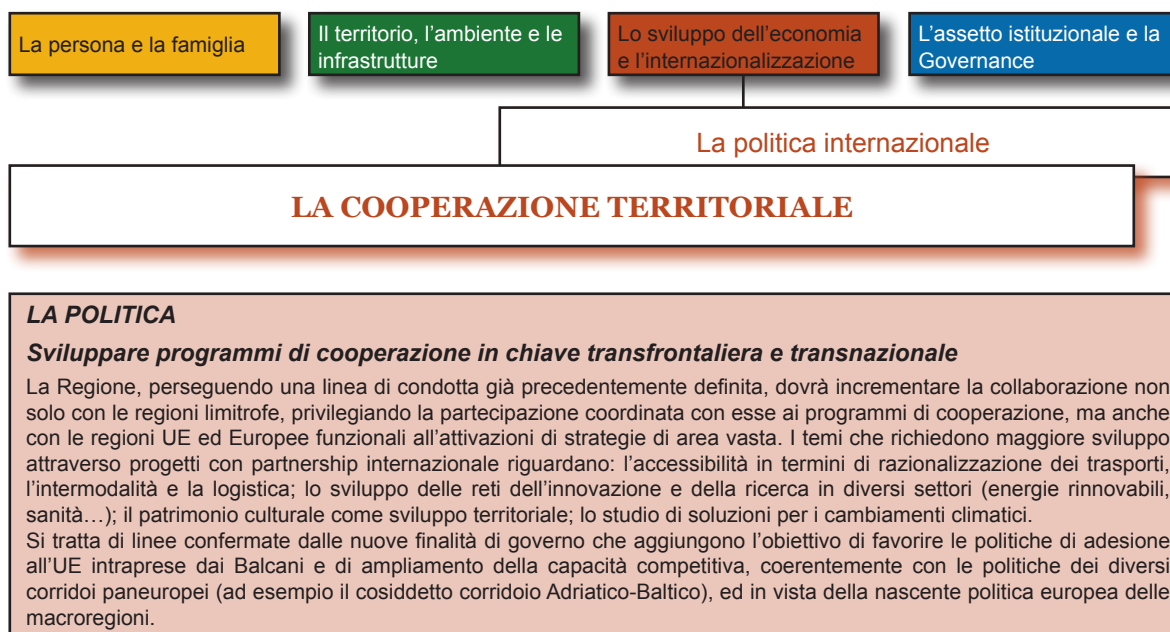 La persona e la famiglia
Il territorio, l'ambiente e le
infrastrutture
Lo sviluppo dell'economia
e l'internazionalizzazione
L'assetto istituzionale e la
Governance
La politica internazionale
LA COOPERAZIONE TERRITORIALE
LA POLITICA
Sviluppare programmi di cooperazione in chiave transfrontaliera e transnazionale
La Regione, perseguendo una linea di condotta già precedentemente definita, dovrà incrementare la collaborazione non
solo con le regioni limitrofe, privilegiando la partecipazione coordinata con esse ai programmi di cooperazione, ma anche
con le regioni UE ed Europee funzionali all'attivazioni di strategie di area vasta. I temi che richiedono maggiore sviluppo
attraverso progetti con partnership internazionale riguardano: l'accessibilità in termini di razionalizzazione dei trasporti,
l'intermodalità e la logistica; lo sviluppo delle reti dell'innovazione e della ricerca in diversi settori (energie rinnovabili,
sanità…); il patrimonio culturale come sviluppo territoriale; lo studio di soluzioni per i cambiamenti climatici.
Si tratta di linee confermate dalle nuove finalità di governo che aggiungono l'obiettivo di favorire le politiche di adesione
all'UE intraprese dai Balcani e di ampliamento della capacità competitiva, coerentemente con le politiche dei diversi
corridoi paneuropei (ad esempio il cosiddetto corridoio Adriatico-Baltico), ed in vista della nascente politica europea delle
macroregioni.